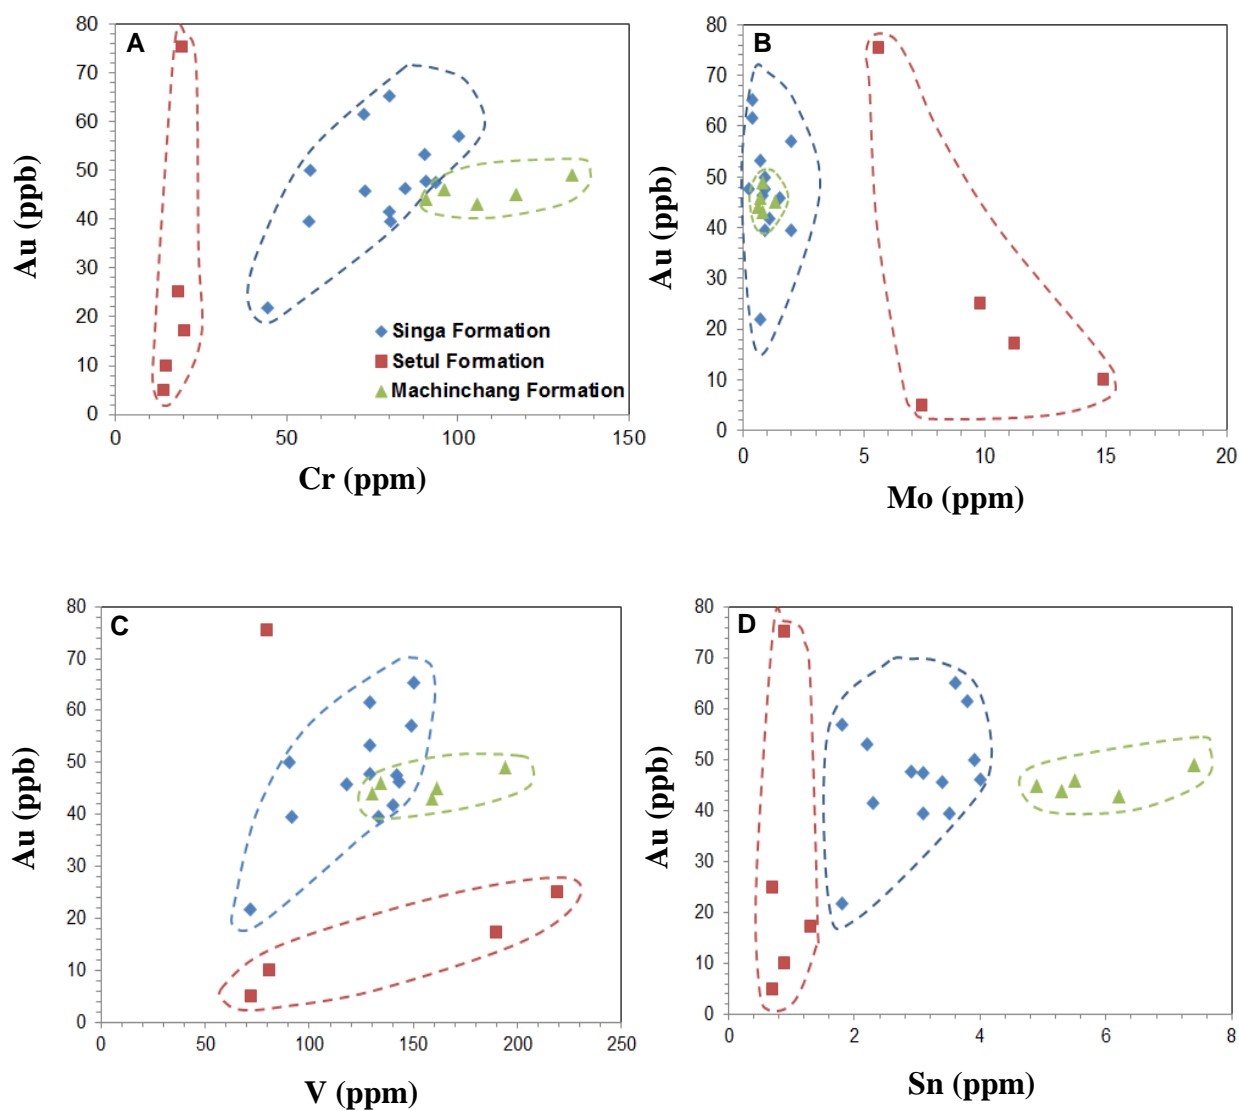 A
80
70
60
50
40
30
20
10
0
Au (ppb)
0 50 100 150
Cr (ppm)
Singa Formation
Setul Formation
Machinchang Formation
B
80
70
60
50
40
30
20
10
0
Au (ppb)
0 5 10 15 20
Mo (ppm)
C
80
70
60
50
40
30
20
10
0
Au (ppb)
0 50 100 150 200 250
V (ppm)
D
80
70
60
50
40
30
20
10
0
Au (ppb)
0 2 4 6 8
Sn (ppm)